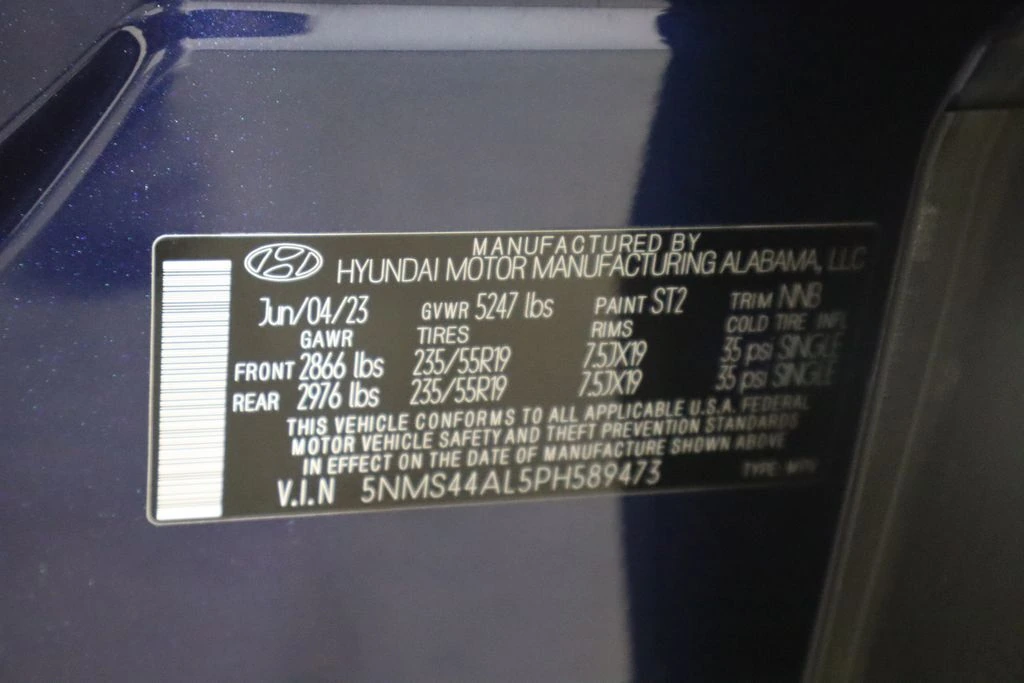 MANUFACTURED BY
HYUNDAI MOTOR MANUFACTURING ALABAMA, LLC
Jun/04/23 GVWR 5247 lbs PAINT ST2 TRIM NNB
GAWR TIRES RIMS COLD TIRE INFL
FRONT 2866 lbs 235/55R19 7.5JX19 35 psi SINGLE
REAR 2976 lbs 235/55R19 7.5JX19 35 psi SINGLE
THIS VEHICLE CONFORMS TO ALL APPLICABLE U.S.A. FEDERAL
MOTOR VEHICLE SAFETY AND THEFT PREVENTION STANDARDS
IN EFFECT ON THE DATE OF MANUFACTURE SHOWN ABOVE
V.I.N 5NMS44AL5PH589473 TYPE: MPV